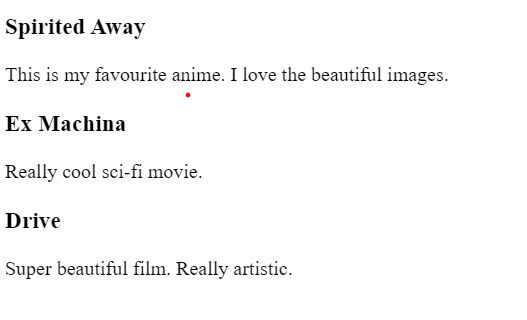 Spirited Away
This is my favourite anime. I love the beautiful images.
Ex Machina
Really cool sci-fi movie.
Drive
Super beautiful film. Really artistic.